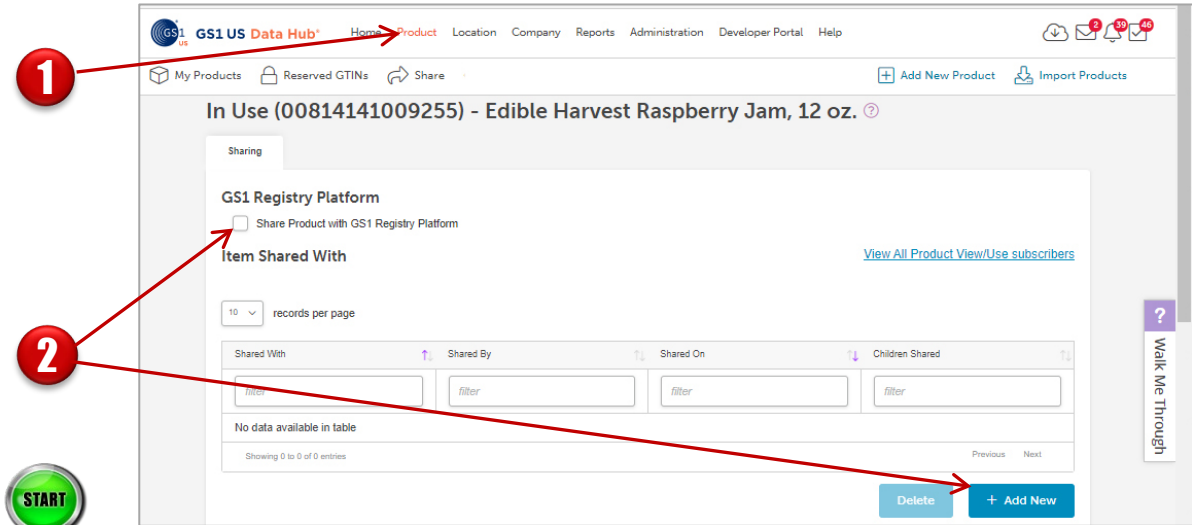 GS1 US GS1 US Data Hub® Home Product Location Company Reports Administration Developer Portal Help 2 39 46
1
My Products Reserved GTINs Share Add New Product Import Products
In Use (00814141009255) - Edible Harvest Raspberry Jam, 12 oz. ?
Sharing
GS1 Registry Platform
Share Product with GS1 Registry Platform
Item Shared With View All Product View/Use subscribers
10 records per page
? Walk Me Through
2
Shared With Shared By Shared On Children Shared
filter filter filter filter
No data available in table
Showing 0 to 0 of 0 entries Previous Next
START
Delete + Add New